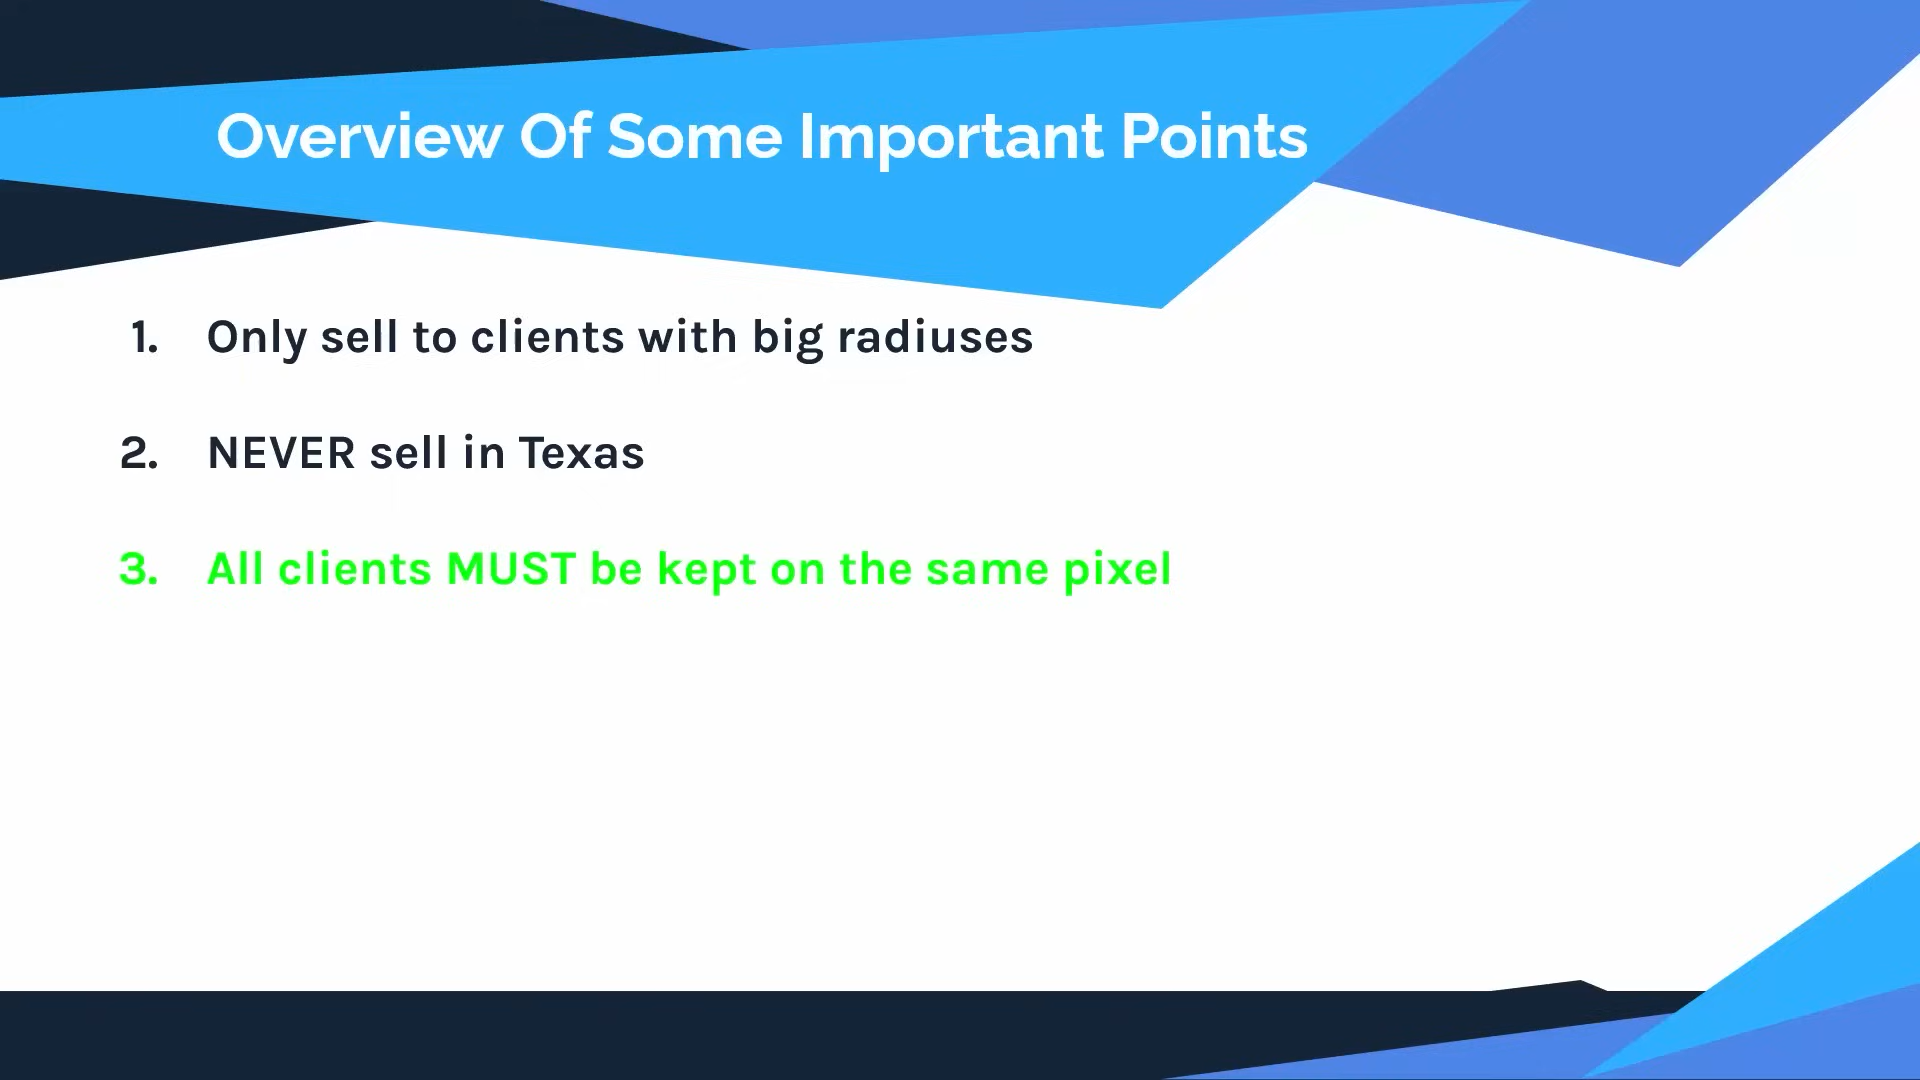 Overview Of Some Important Points
1. Only sell to clients with big radiuses
2. NEVER sell in Texas
3. All clients MUST be kept on the same pixel